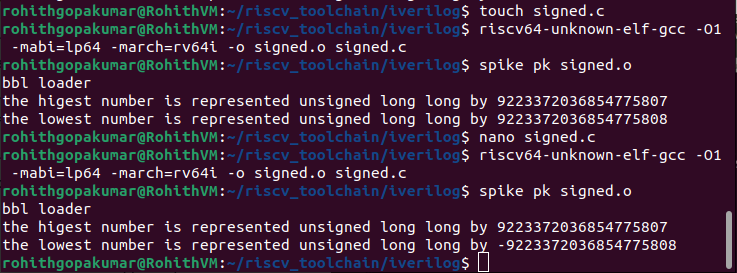 rohithgopakumar@RohithVM:~/riscv_toolchain/iverilog$ touch signed.c
rohithgopakumar@RohithVM:~/riscv_toolchain/iverilog$ riscv64-unknown-elf-gcc -O1
 -mabi=lp64 -march=rv64i -o signed.o signed.c
rohithgopakumar@RohithVM:~/riscv_toolchain/iverilog$ spike pk signed.o
bbl loader
the higest number is represented unsigned long long by 9223372036854775807
the lowest number is represented unsigned long long by 9223372036854775808
rohithgopakumar@RohithVM:~/riscv_toolchain/iverilog$ nano signed.c
rohithgopakumar@RohithVM:~/riscv_toolchain/iverilog$ riscv64-unknown-elf-gcc -O1
 -mabi=lp64 -march=rv64i -o signed.o signed.c
rohithgopakumar@RohithVM:~/riscv_toolchain/iverilog$ spike pk signed.o
bbl loader
the higest number is represented unsigned long long by 9223372036854775807
the lowest number is represented unsigned long long by -9223372036854775808
rohithgopakumar@RohithVM:~/riscv_toolchain/iverilog$